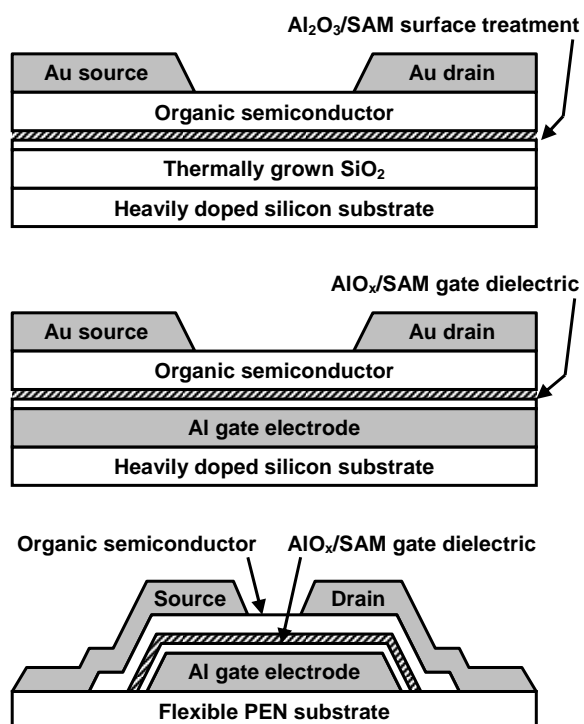 Al₂O₃/SAM surface treatment
Au source
Au drain
Organic semiconductor
Thermally grown SiO₂
Heavily doped silicon substrate
AlOₓ/SAM gate dielectric
Au source
Au drain
Organic semiconductor
Al gate electrode
Heavily doped silicon substrate
Organic semiconductor
AlOₓ/SAM gate dielectric
Source
Drain
Al gate electrode
Flexible PEN substrate